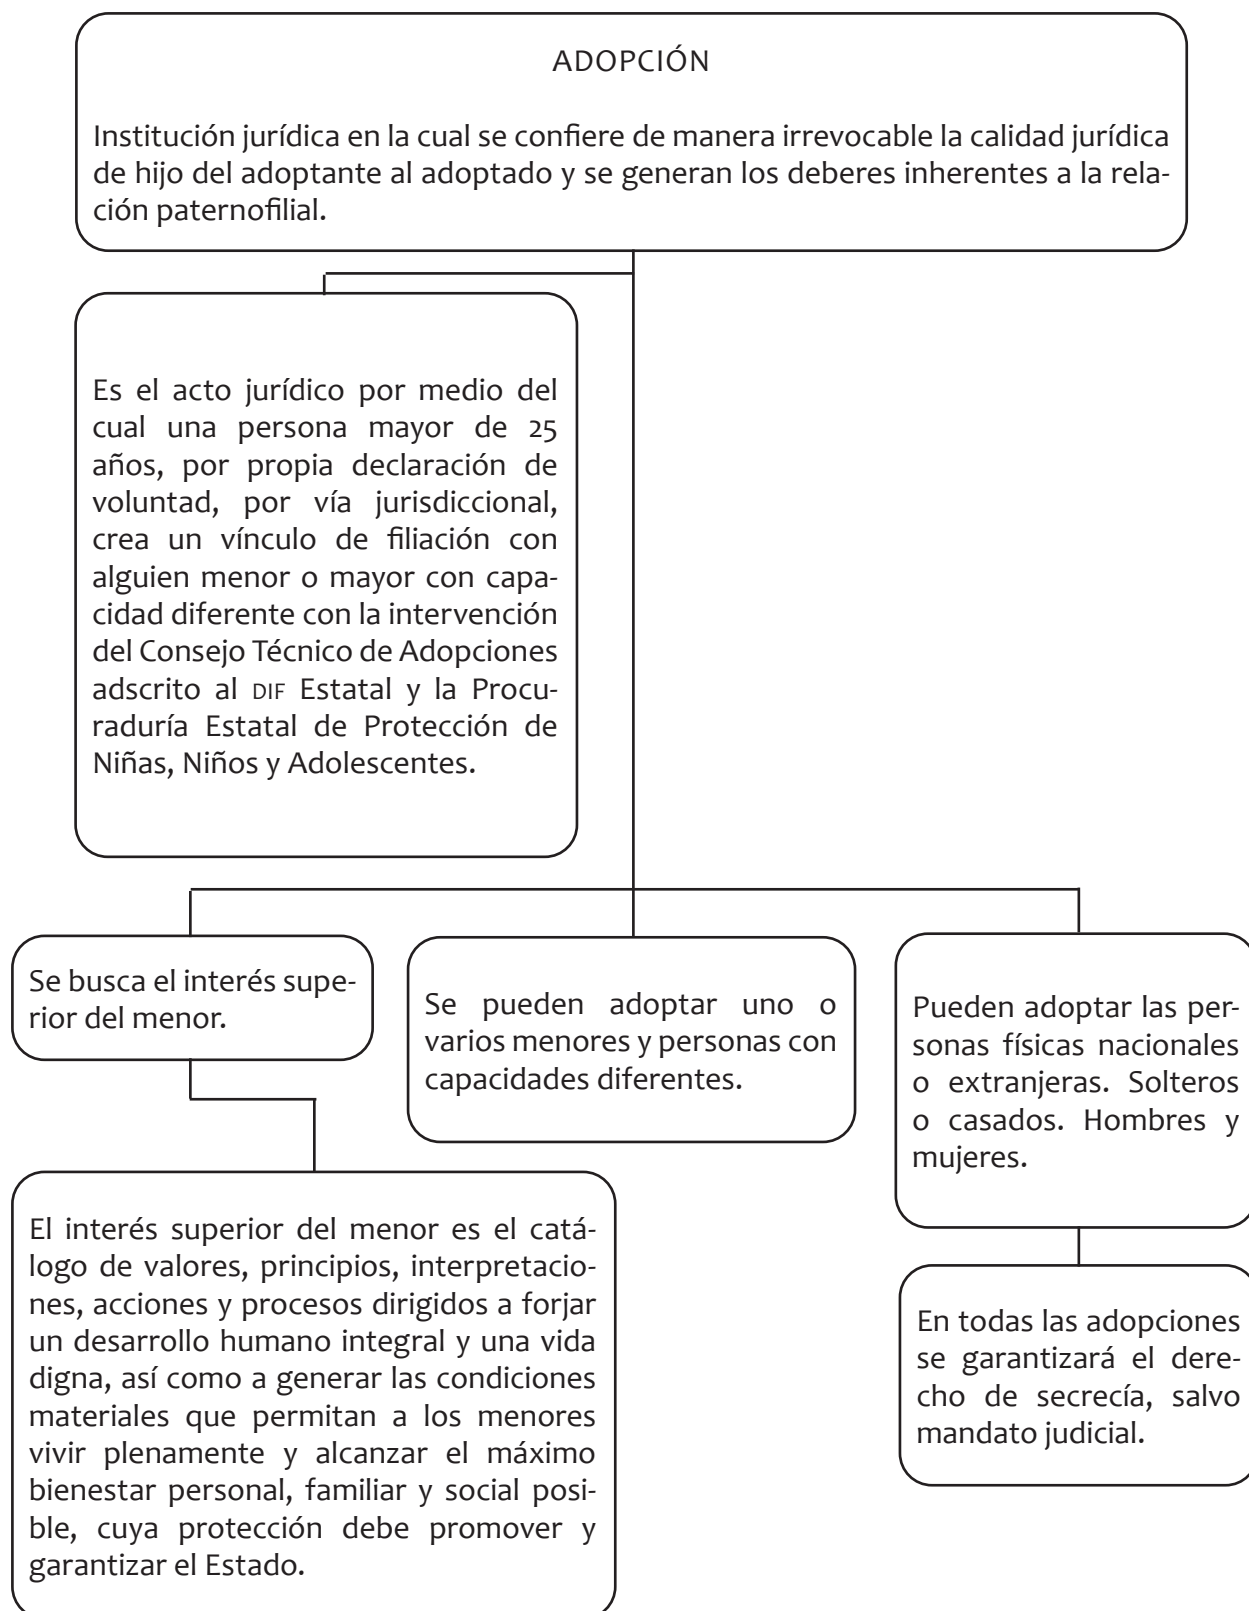 ADOPCIÓN
Institución jurídica en la cual se confiere de manera irrevocable la calidad jurídica
de hijo del adoptante al adoptado y se generan los deberes inherentes a la rela-
ción paternofilial.
Es el acto jurídico por medio del
cual una persona mayor de 25
años, por propia declaración de
voluntad, por vía jurisdiccional,
crea un vínculo de filiación con
alguien menor o mayor con capa-
cidad diferente con la intervención
del Consejo Técnico de Adopciones
adscrito al DIF Estatal y la Procu-
raduría Estatal de Protección de
Niñas, Niños y Adolescentes.
Se busca el interés supe-
rior del menor.
Se pueden adoptar uno o
varios menores y personas con
capacidades diferentes.
Pueden adoptar las per-
sonas físicas nacionales
o extranjeras. Solteros
o casados. Hombres y
mujeres.
El interés superior del menor es el catá-
logo de valores, principios, interpretacio-
nes, acciones y procesos dirigidos a forjar
un desarrollo humano integral y una vida
digna, así como a generar las condiciones
materiales que permitan a los menores
vivir plenamente y alcanzar el máximo
bienestar personal, familiar y social posi-
ble, cuya protección debe promover y
garantizar el Estado.
En todas las adopciones
se garantizará el dere-
cho de secrecía, salvo
mandato judicial.